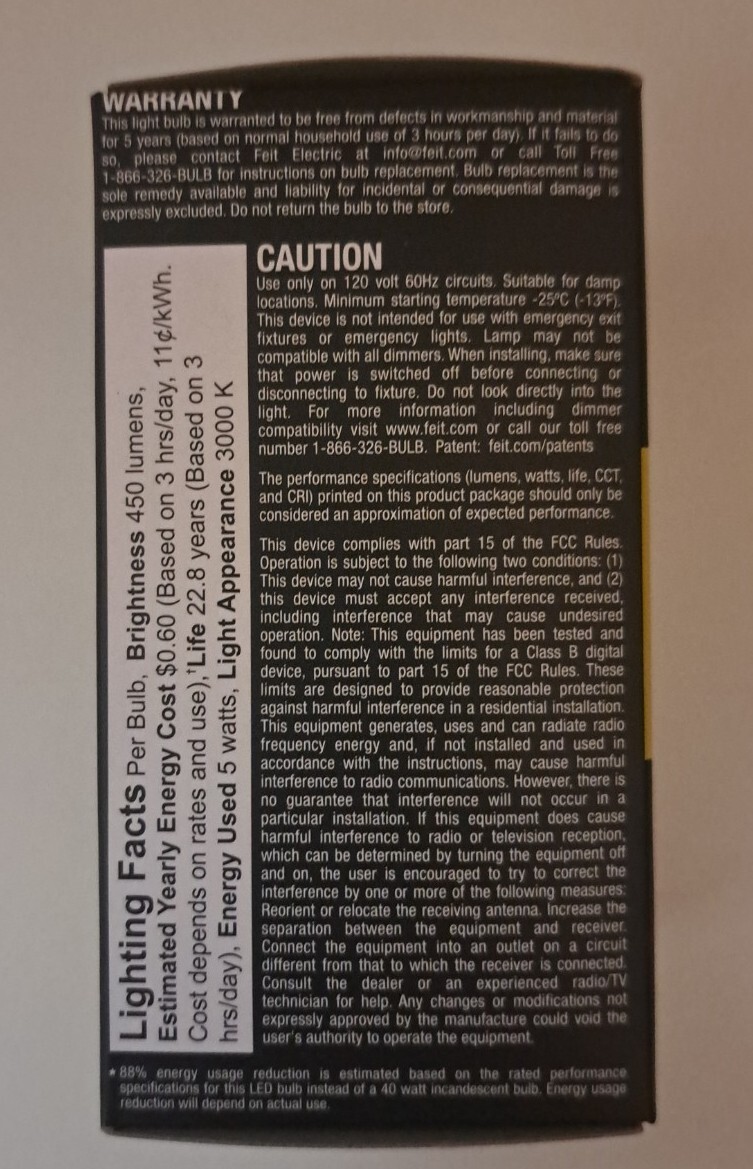 WARRANTY
This light bulb is warranted to be free from defects in workmanship and material
for 5 years (based on normal household use of 3 hours per day). If it fails to do
so, please contact Feit Electric at info@feit.com or call Toll Free
1-866-326-BULB for instructions on bulb replacement. Bulb replacement is the
sole remedy available and liability for incidental or consequential damage is
expressly excluded. Do not return the bulb to the store.
Lighting Facts Per Bulb, Brightness 450 lumens,
Estimated Yearly Energy Cost $0.60 (Based on 3 hrs/day, 11¢/kWh.
Cost depends on rates and use),†Life 22.8 years (Based on 3
hrs/day), Energy Used 5 watts, Light Appearance 3000 K
CAUTION
Use only on 120 volt 60Hz circuits. Suitable for damp
locations. Minimum starting temperature -25°C (-13°F).
This device is not intended for use with emergency exit
fixtures or emergency lights. Lamp may not be
compatible with all dimmers. When installing, make sure
that power is switched off before connecting or
disconnecting to fixture. Do not look directly into the
light. For more information including dimmer
compatibility visit www.feit.com or call our toll free
number 1-866-326-BULB. Patent: feit.com/patents
The performance specifications (lumens, watts, life, CCT,
and CRI) printed on this product package should only be
considered an approximation of expected performance.
This device complies with part 15 of the FCC Rules.
Operation is subject to the following two conditions: (1)
This device may not cause harmful interference, and (2)
this device must accept any interference received,
including interference that may cause undesired
operation. Note: This equipment has been tested and
found to comply with the limits for a Class B digital
device, pursuant to part 15 of the FCC Rules. These
limits are designed to provide reasonable protection
against harmful interference in a residential installation.
This equipment generates, uses and can radiate radio
frequency energy and, if not installed and used in
accordance with the instructions, may cause harmful
interference to radio communications. However, there is
no guarantee that interference will not occur in a
particular installation. If this equipment does cause
harmful interference to radio or television reception,
which can be determined by turning the equipment off
and on, the user is encouraged to try to correct the
interference by one or more of the following measures:
Reorient or relocate the receiving antenna. Increase the
separation between the equipment and receiver.
Connect the equipment into an outlet on a circuit
different from that to which the receiver is connected.
Consult the dealer or an experienced radio/TV
technician for help. Any changes or modifications not
expressly approved by the manufacture could void the
user's authority to operate the equipment.
* 88% energy usage reduction is estimated based on the rated performance
specifications for this LED bulb instead of a 40 watt incandescent bulb. Energy usage
reduction will depend on actual use.